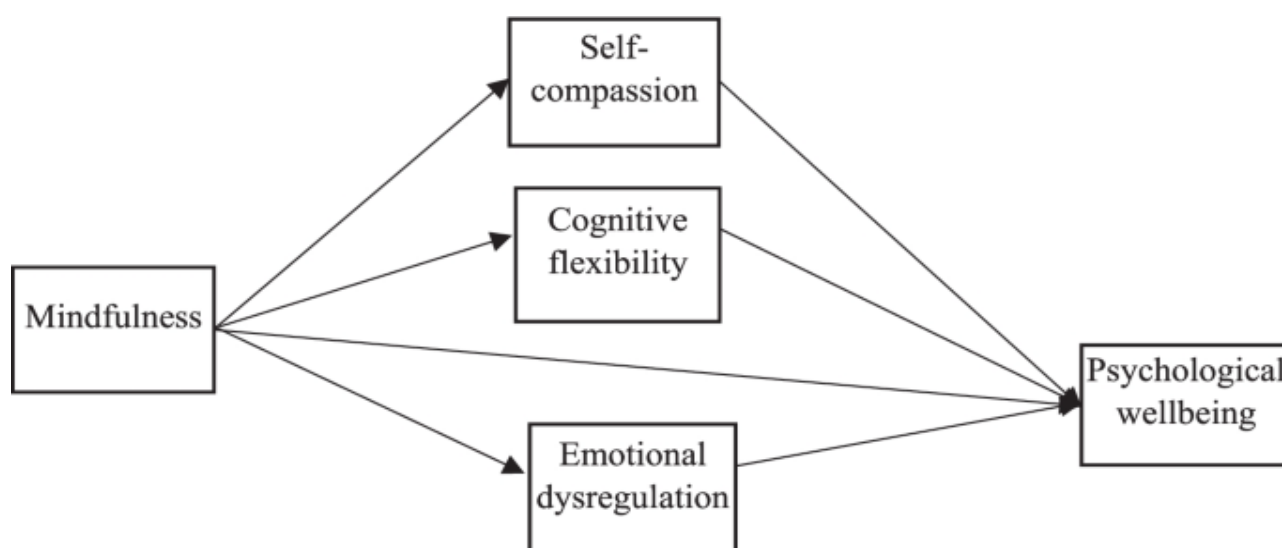 Self-
compassion
Cognitive
flexibility
Mindfulness
Psychological
wellbeing
Emotional
dysregulation